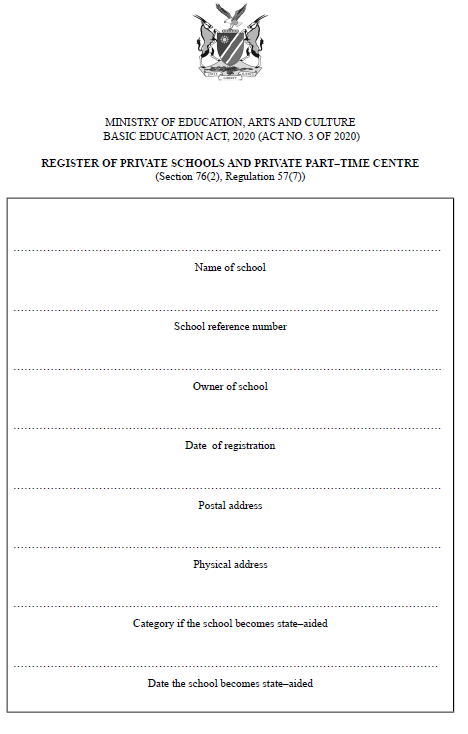 MINISTRY OF EDUCATION, ARTS AND CULTURE
BASIC EDUCATION ACT, 2020 (ACT NO. 3 OF 2020)
REGISTER OF PRIVATE SCHOOLS AND PRIVATE PART–TIME CENTRE
(Section 76(2), Regulation 57(7))
Name of school
School reference number
Owner of school
Date of registration
Postal address
Physical address
Category if the school becomes state–aided
Date the school becomes state–aided